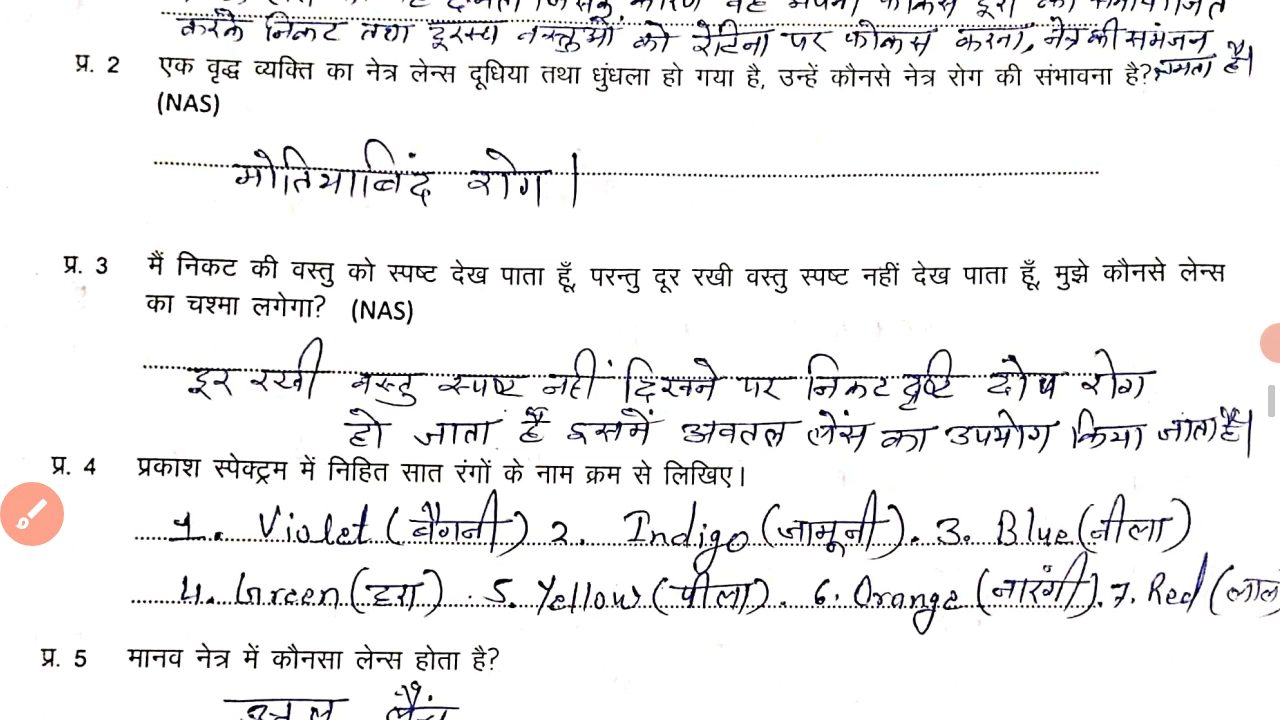 करके निकट तथा दूरस्थ वस्तुओं को रेटिना पर फोकस करना, नेत्र की समंजन
क्षमता है।
प्र. 2 एक वृद्ध व्यक्ति का नेत्र लेन्स दूधिया तथा धुंधला हो गया है, उन्हें कौनसे नेत्र रोग की संभावना है?
(NAS)
मोतियाबिंद रोग।
प्र. 3 मैं निकट की वस्तु को स्पष्ट देख पाता हूँ, परन्तु दूर रखी वस्तु स्पष्ट नहीं देख पाता हूँ, मुझे कौनसे लेन्स
का चश्मा लगेगा? (NAS)
दूर रखी वस्तु स्पष्ट नहीं दिखने पर निकट दृष्टि दोष रोग
हो जाता है इसमें अवतल लेंस का उपयोग किया जाता है।
प्र. 4 प्रकाश स्पेक्ट्रम में निहित सात रंगों के नाम क्रम से लिखिए।
1. Violet (बैंगनी) 2. Indigo (जामूनी). 3. Blue (नीला)
4. Green (हरा). 5. Yellow (पीला). 6. Orange (नारंगी). 7. Red (लाल
प्र. 5 मानव नेत्र में कौनसा लेन्स होता है?